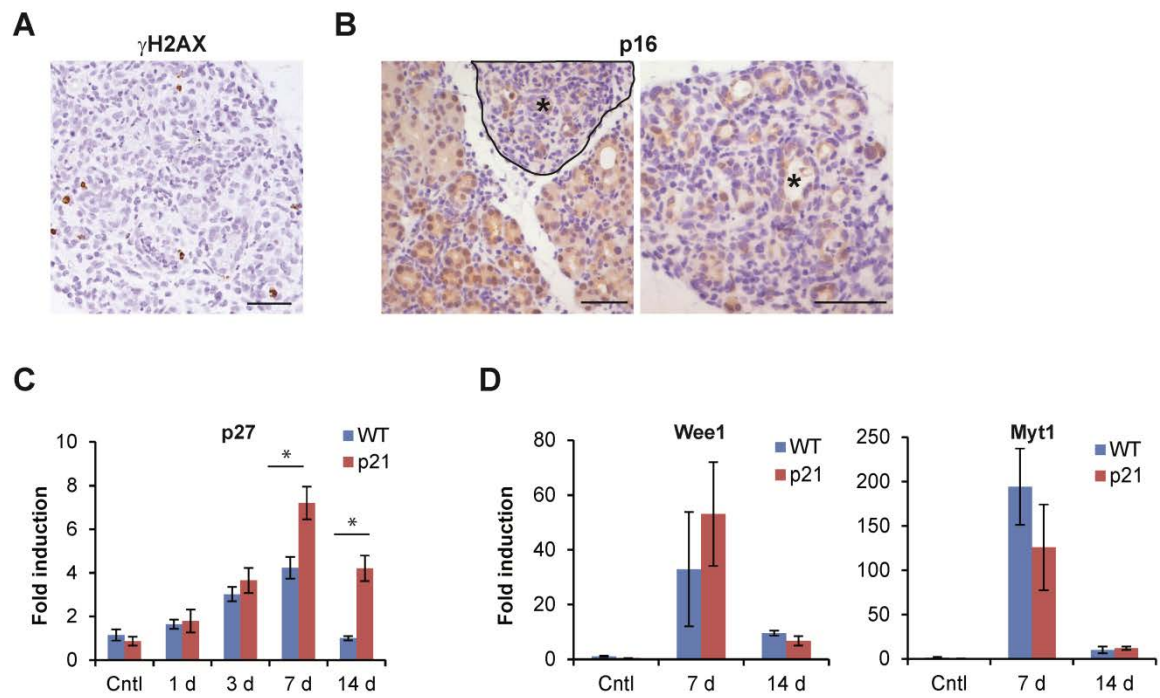 A
γH2AX
B
p16
*
*
C
p27
WT
p21
Fold induction
10
8
6
4
2
0
*
*
Cntl 1 d 3 d 7 d 14 d
D
Wee1
WT
p21
Fold induction
80
60
40
20
0
Cntl 7 d 14 d
Myt1
WT
p21
250
200
150
100
50
0
Cntl 7 d 14 d